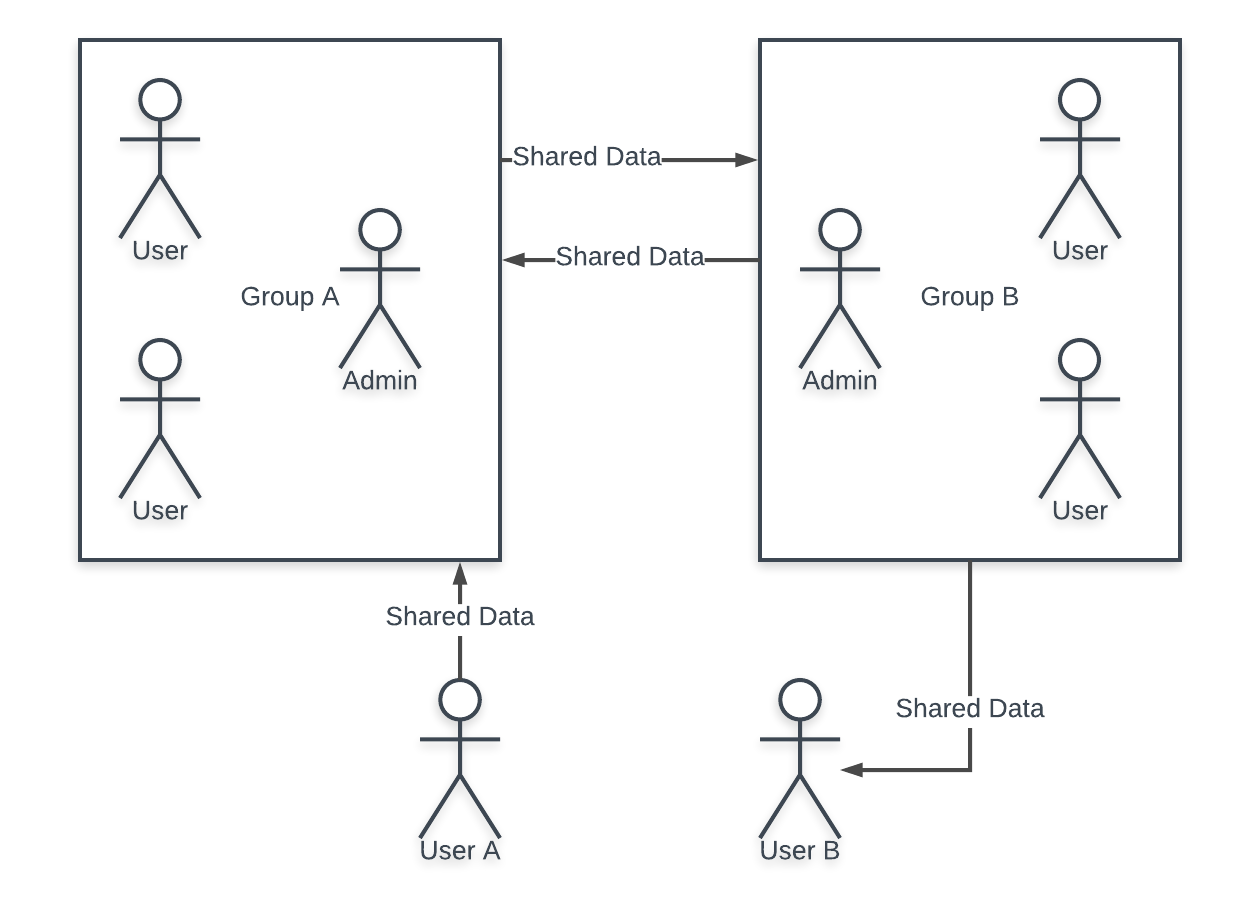 Shared Data
User
User
Shared Data
Group A
Group B
Admin
Admin
User
User
Shared Data
Shared Data
User A
User B